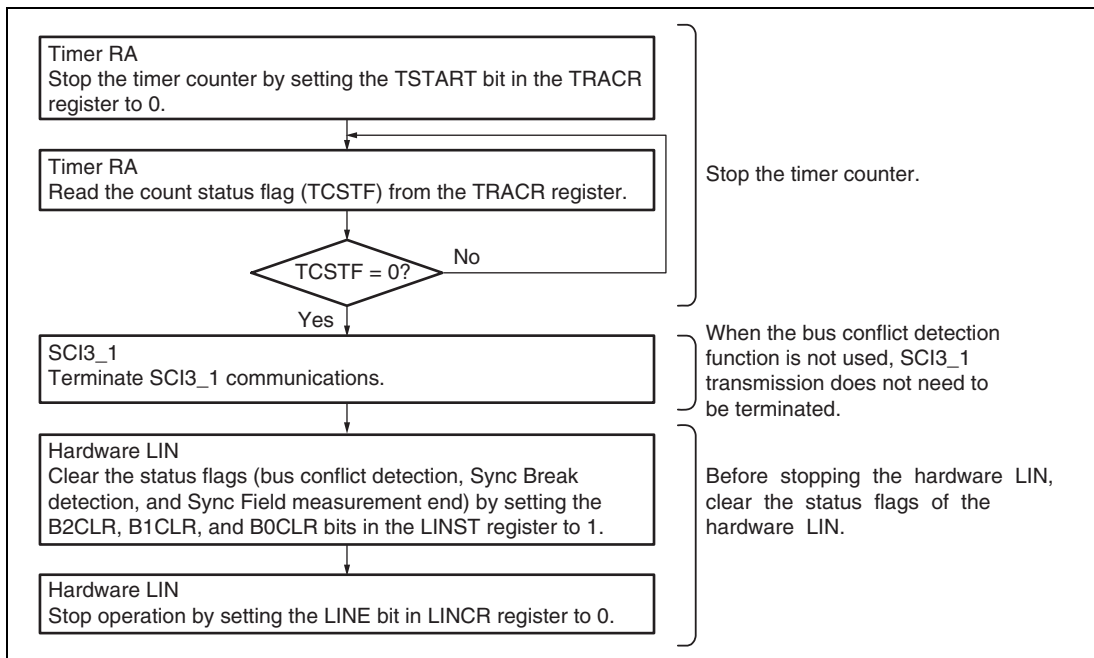 Timer RA
Stop the timer counter by setting the TSTART bit in the TRACR
register to 0.
Timer RA
Read the count status flag (TCSTF) from the TRACR register.
Stop the timer counter.
TCSTF = 0?
No
Yes
SCI3_1
Terminate SCI3_1 communications.
When the bus conflict detection
function is not used, SCI3_1
transmission does not need to
be terminated.
Hardware LIN
Clear the status flags (bus conflict detection, Sync Break
detection, and Sync Field measurement end) by setting the
B2CLR, B1CLR, and B0CLR bits in the LINST register to 1.
Before stopping the hardware LIN,
clear the status flags of the
hardware LIN.
Hardware LIN
Stop operation by setting the LINE bit in LINCR register to 0.